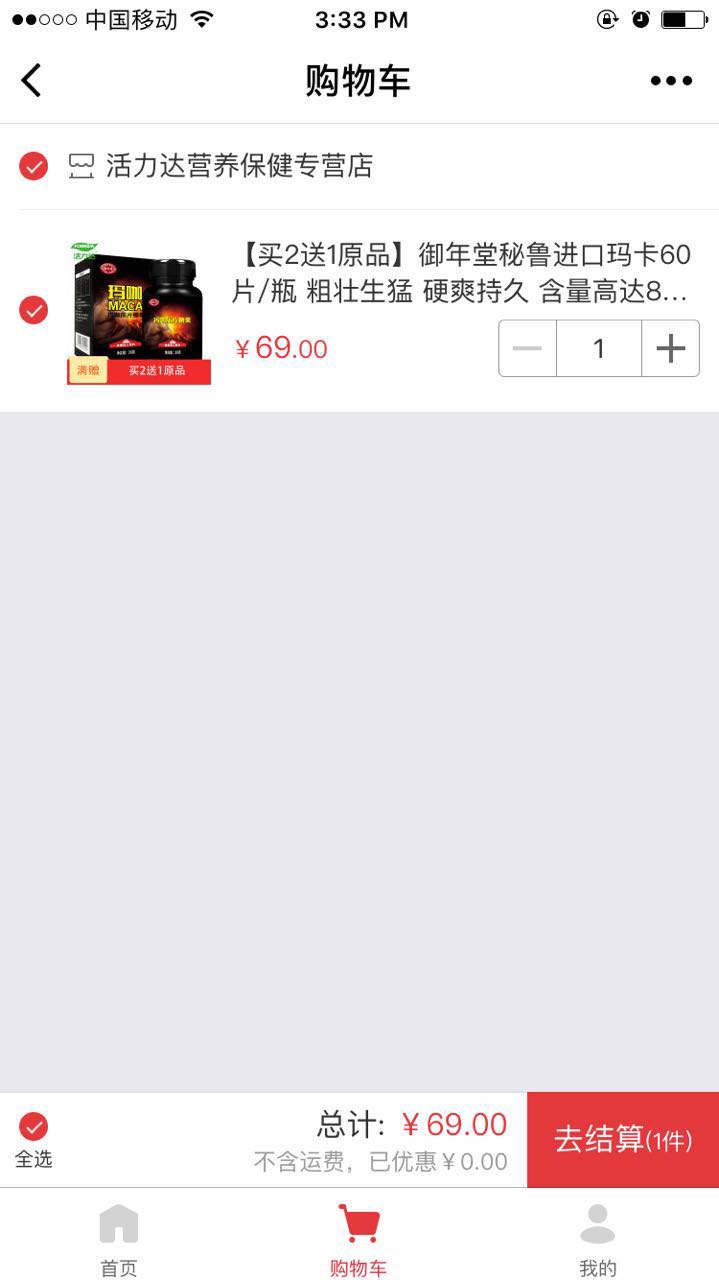 中国移动 3:33 PM
购物车
活力达营养保健专营店
【买2送1原品】御年堂秘鲁进口玛卡60
片/瓶 粗壮生猛 硬爽持久 含量高达8...
玛咖
MACA
满赠 买2送1原品
¥69.00
1
总计: ¥69.00
不含运费，已优惠¥0.00
去结算(1件)
全选
首页 购物车 我的